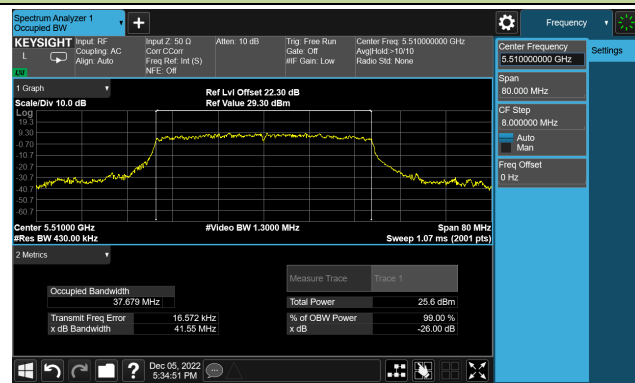 Spectrum Analyzer 1
Occupied BW
+
Frequency
KEYSIGHT
L
Input: RF
Coupling: AC
Align: Auto
Input Z: 50 Ω
Corr CCorr
Freq Ref: Int (S)
NFE: Off
Atten: 10 dB
Trig: Free Run
Gate: Off
#IF Gain: Low
Center Freq: 5.510000000 GHz
Avg|Hold:>10/10
Radio Std: None
Center Frequency
5.510000000 GHz
Settings
Span
80.000 MHz
CF Step
8.000000 MHz
Auto
Man
Freq Offset
0 Hz
1 Graph
Scale/Div 10.0 dB
Ref Lvl Offset 22.30 dB
Ref Value 29.30 dBm
Log
19.3
9.30
-0.70
-10.7
-20.7
-30.7
-40.7
-50.7
-60.7
Center 5.51000 GHz
#Video BW 1.3000 MHz
Span 80 MHz
#Res BW 430.00 kHz
Sweep 1.07 ms (2001 pts)
2 Metrics
Measure Trace
Trace 1
Occupied Bandwidth
37.679 MHz
Total Power
25.6 dBm
Transmit Freq Error
16.572 kHz
% of OBW Power
99.00 %
x dB Bandwidth
41.55 MHz
x dB
-26.00 dB
?
Dec 05, 2022
5:34:51 PM